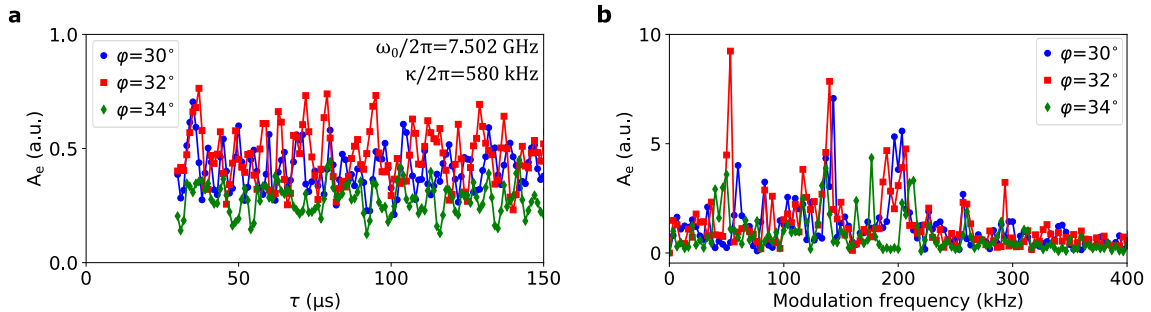 a
b
ω₀/2π=7.502 GHz
κ/2π=580 kHz
φ=30°
φ=32°
φ=34°
1.0
0.5
0.0
Aₑ (a.u.)
0
50
100
150
τ (μs)
φ=30°
φ=32°
φ=34°
10
5
0
Aₑ (a.u.)
0
100
200
300
400
Modulation frequency (kHz)